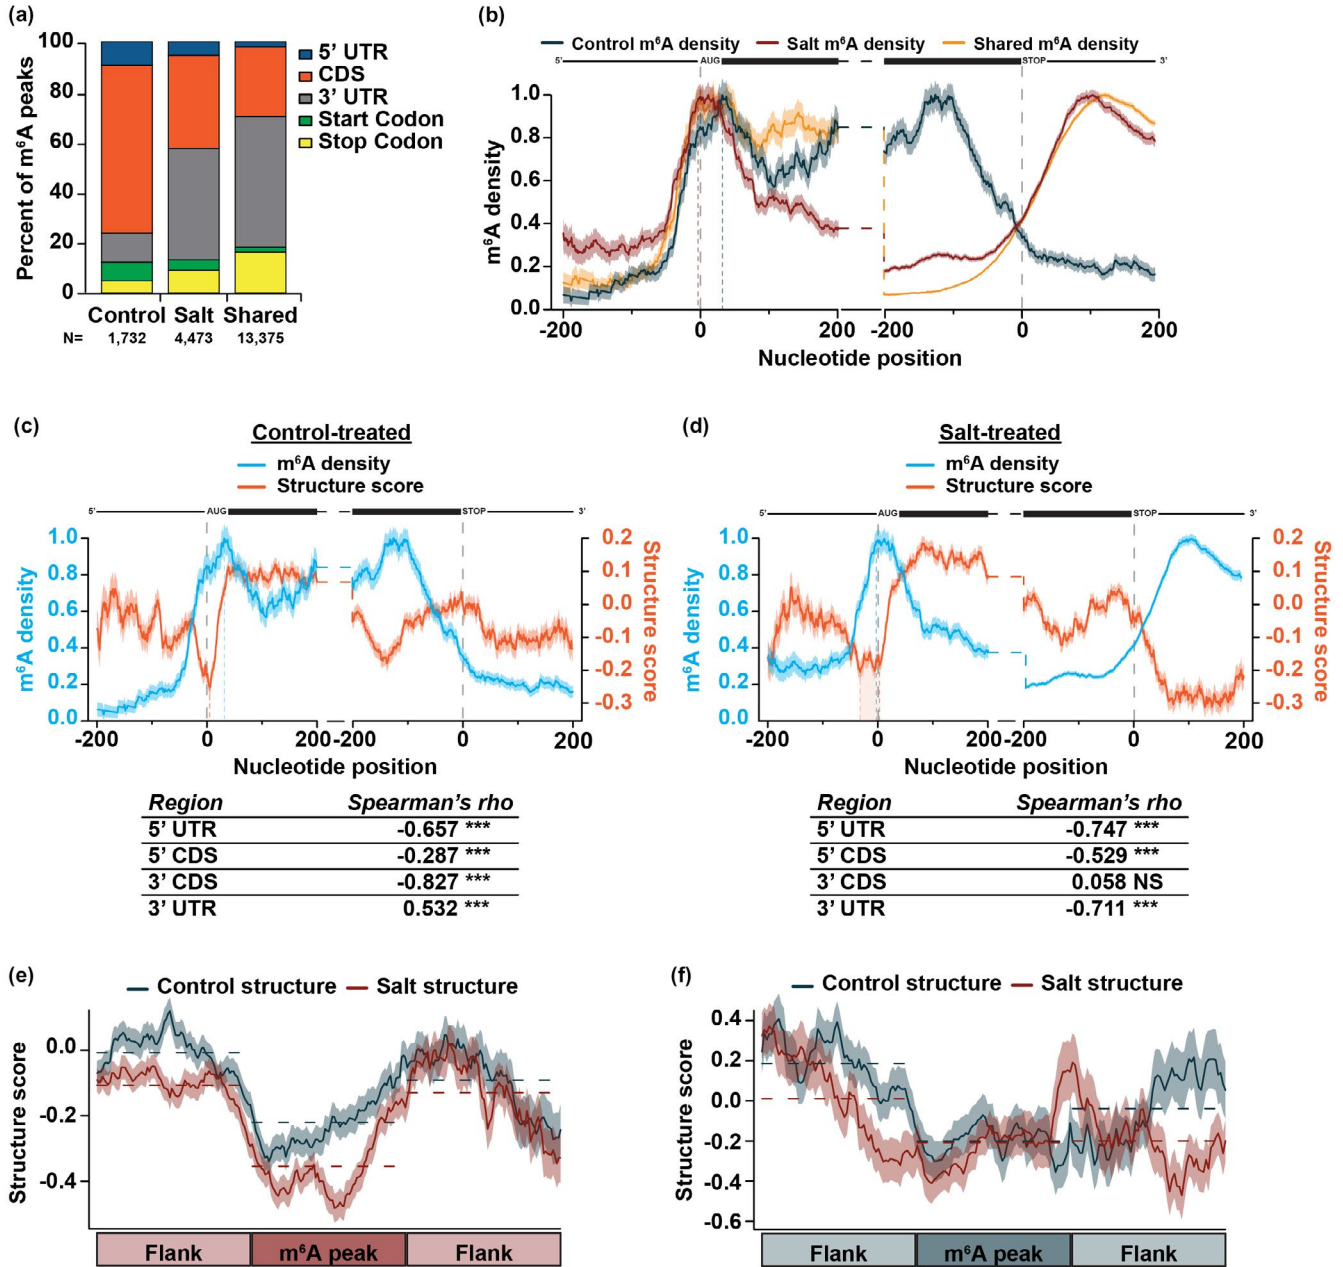 (a)
100
80
60
40
20
0
Percent of m⁶A peaks
5' UTR
CDS
3' UTR
Start Codon
Stop Codon
Control Salt Shared
N= 1,732 4,473 13,375
(b)
Control m⁶A density Salt m⁶A density Shared m⁶A density
5' AUG STOP 3'
1.0
0.8
0.6
0.4
0.2
0.0
m⁶A density
-200 0 200 -200 0 200
Nucleotide position
(c)
Control-treated
m⁶A density
Structure score
5' AUG STOP 3'
1.0
0.8
0.6
0.4
0.2
0.0
m⁶A density
0.2
0.1
0.0
-0.1
-0.2
-0.3
Structure score
-200 0 200 -200 0 200
Nucleotide position
Region Spearman's rho
5' UTR -0.657 ***
5' CDS -0.287 ***
3' CDS -0.827 ***
3' UTR 0.532 ***
(d)
Salt-treated
m⁶A density
Structure score
5' AUG STOP 3'
1.0
0.8
0.6
0.4
0.2
0.0
m⁶A density
0.2
0.1
0.0
-0.1
-0.2
-0.3
Structure score
-200 0 200 -200 0 200
Nucleotide position
Region Spearman's rho
5' UTR -0.747 ***
5' CDS -0.529 ***
3' CDS 0.058 NS
3' UTR -0.711 ***
(e)
Control structure Salt structure
0.0
-0.2
-0.4
Structure score
Flank m⁶A peak Flank
(f)
Control structure Salt structure
0.4
0.2
0.0
-0.2
-0.4
-0.6
Structure score
Flank m⁶A peak Flank